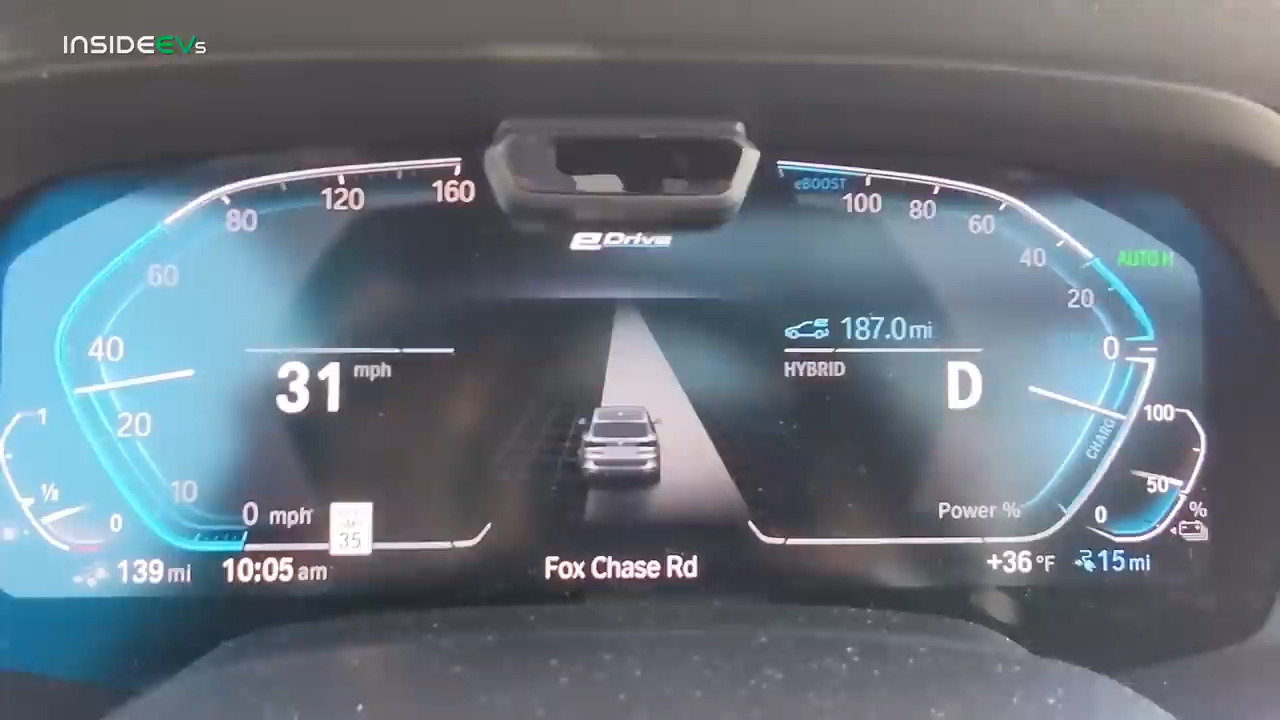 INSIDEEVs
160
120
80
60
40
20
10
0 mph
31 mph
1
½
0
139 mi
10:05 am
35
eDrive
Fox Chase Rd
eBOOST
100
80
60
40
20
0
AUTO H
187.0 mi
HYBRID
D
CHARG
Power %
100
50
0
%
+36 °F
15 mi